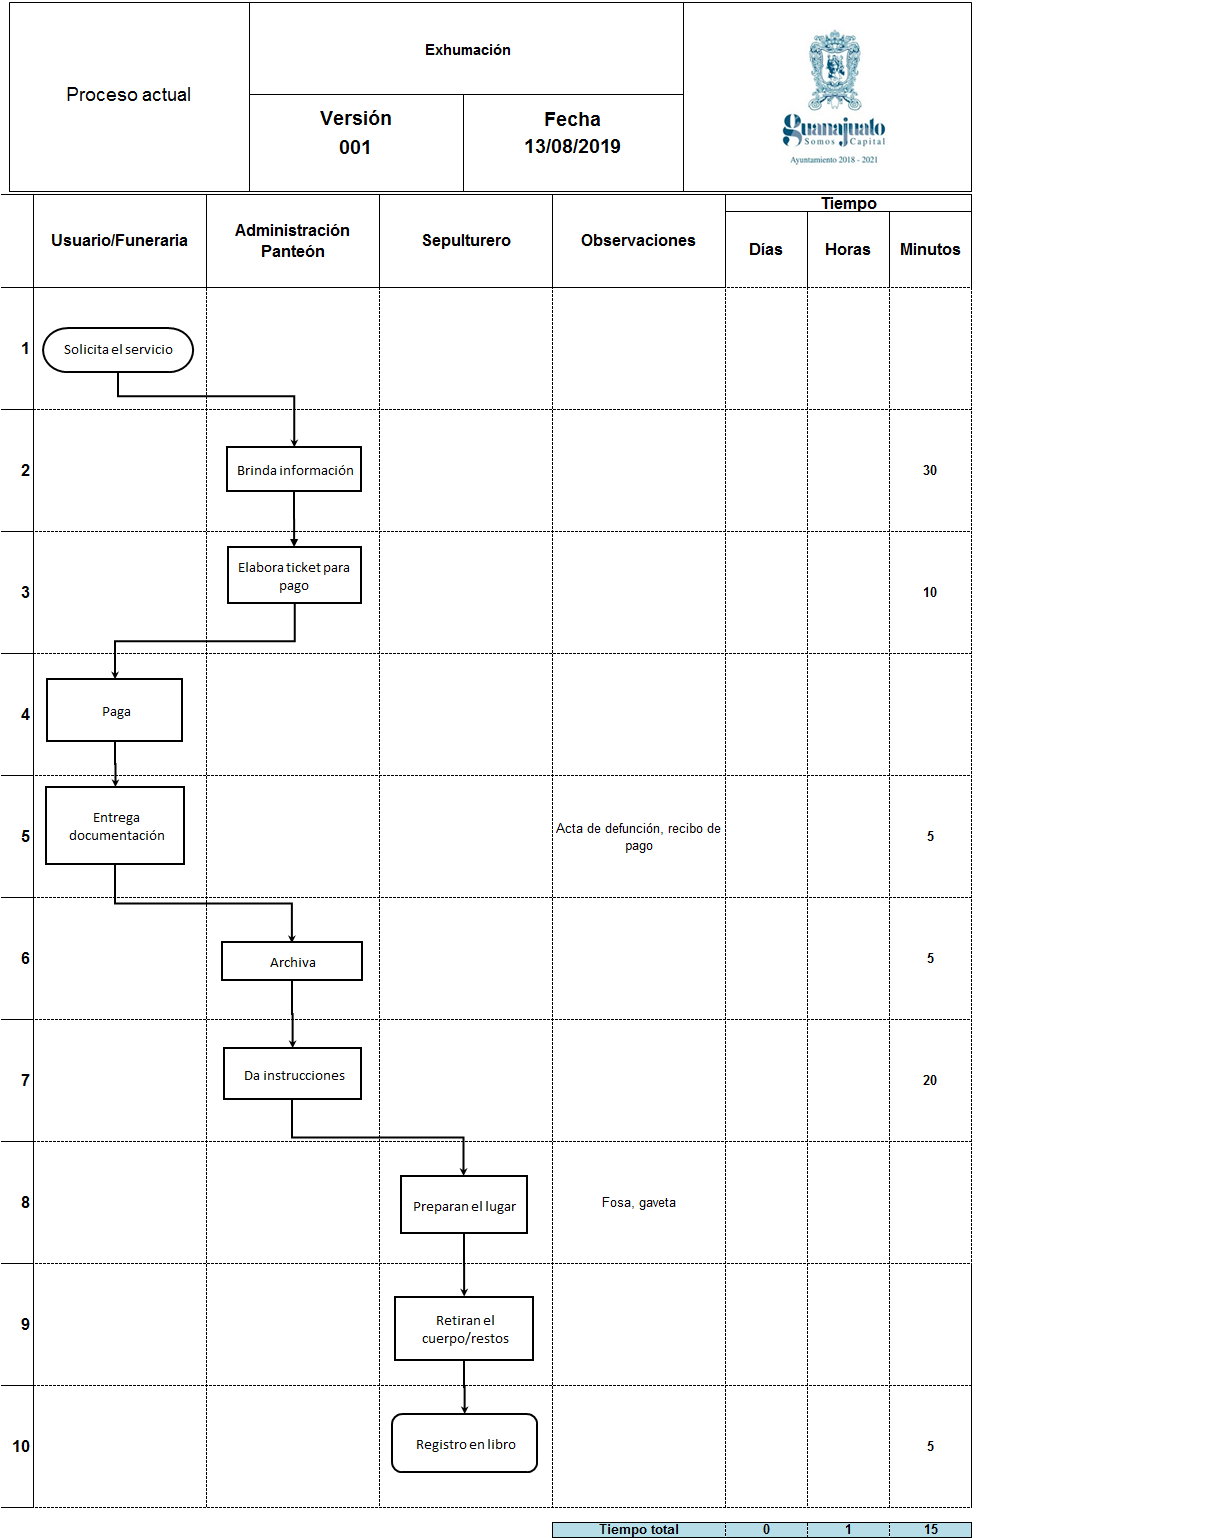 Proceso actual
Exhumación
Versión
001
Fecha
13/08/2019
guanajuato
Somos Capital
Ayuntamiento 2018 - 2021
Usuario/Funeraria
Administración
Panteón
Sepulturero
Observaciones
Tiempo
Días
Horas
Minutos
1
Solicita el servicio
2
Brinda información
30
3
Elabora ticket para
pago
10
4
Paga
5
Entrega
documentación
Acta de defunción, recibo de
pago
5
6
Archiva
5
7
Da instrucciones
20
8
Preparan el lugar
Fosa, gaveta
9
Retiran el
cuerpo/restos
10
Registro en libro
5
Tiempo total
0
1
15